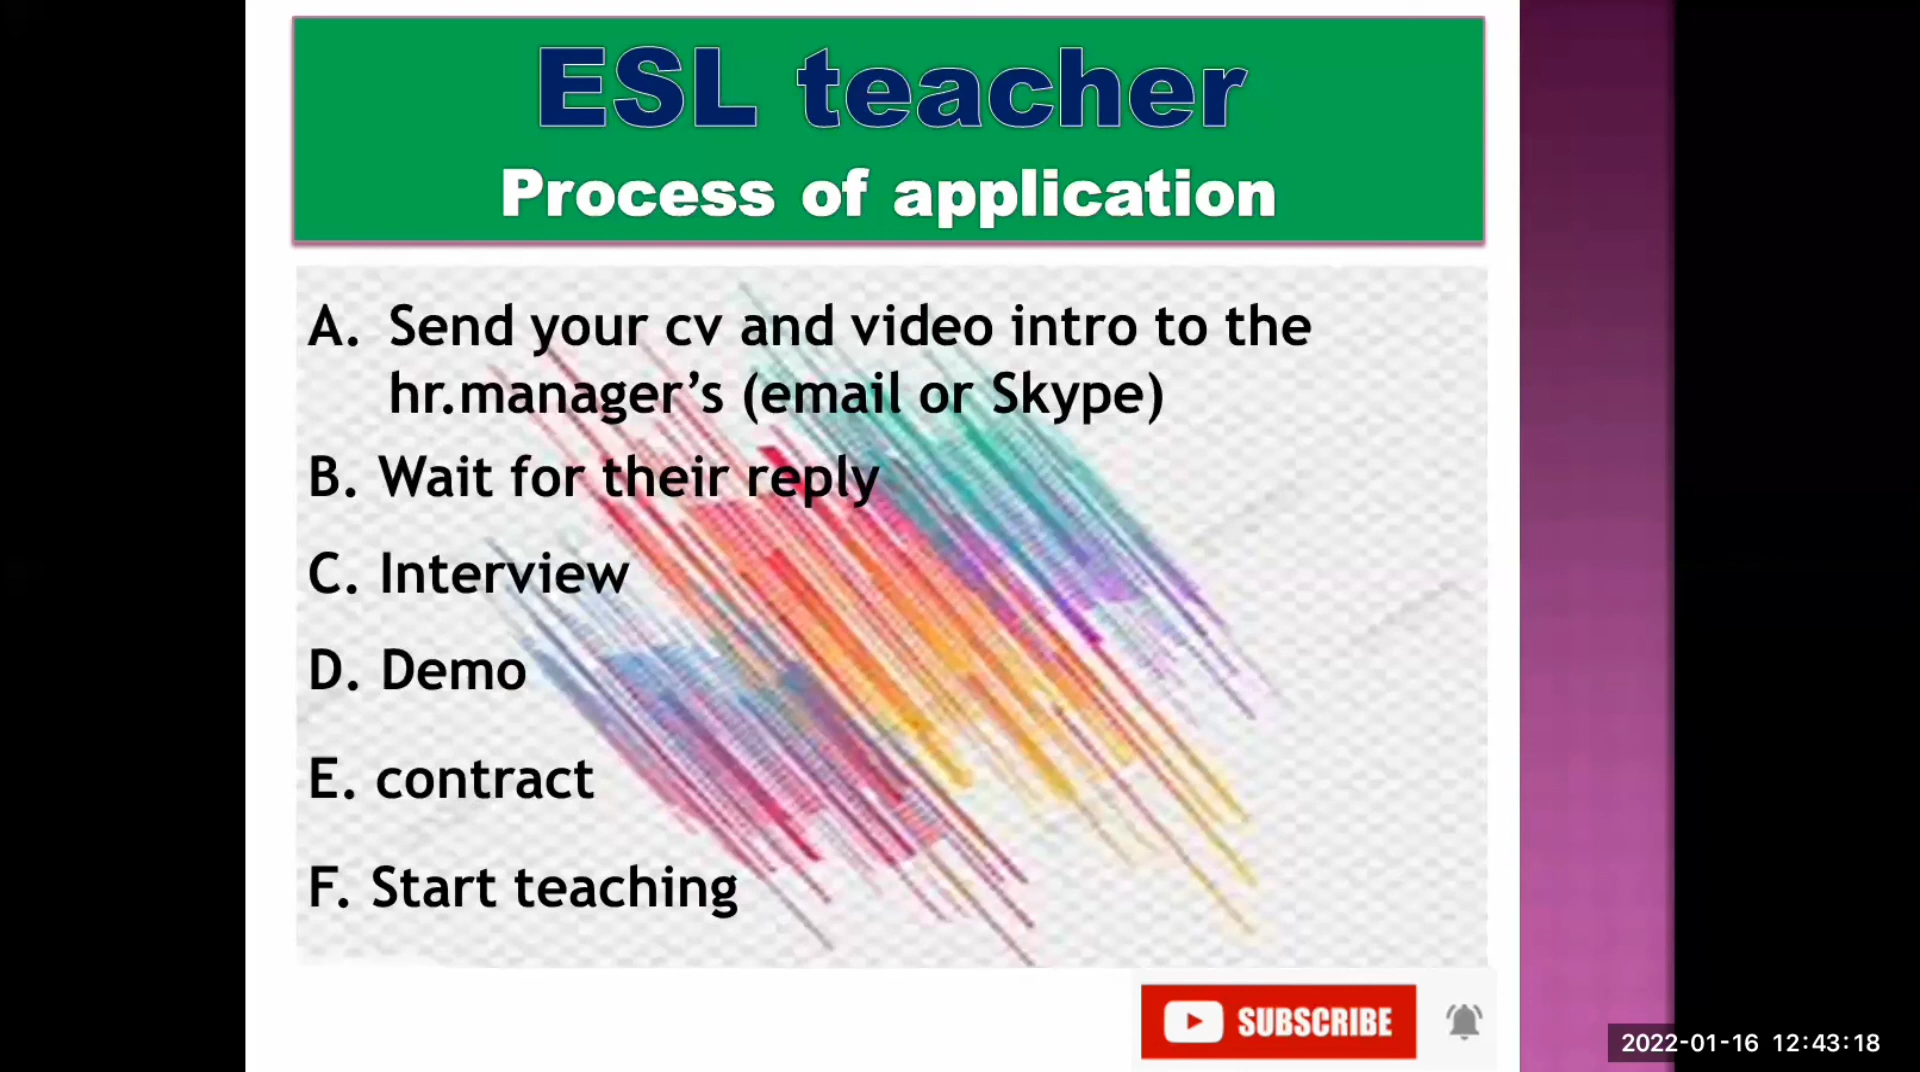 ESL teacher
Process of application
A. Send your cv and video intro to the
hr.manager’s (email or Skype)
B. Wait for their reply
C. Interview
D. Demo
E. contract
F. Start teaching
SUBSCRIBE
2022-01-16 12:43:18